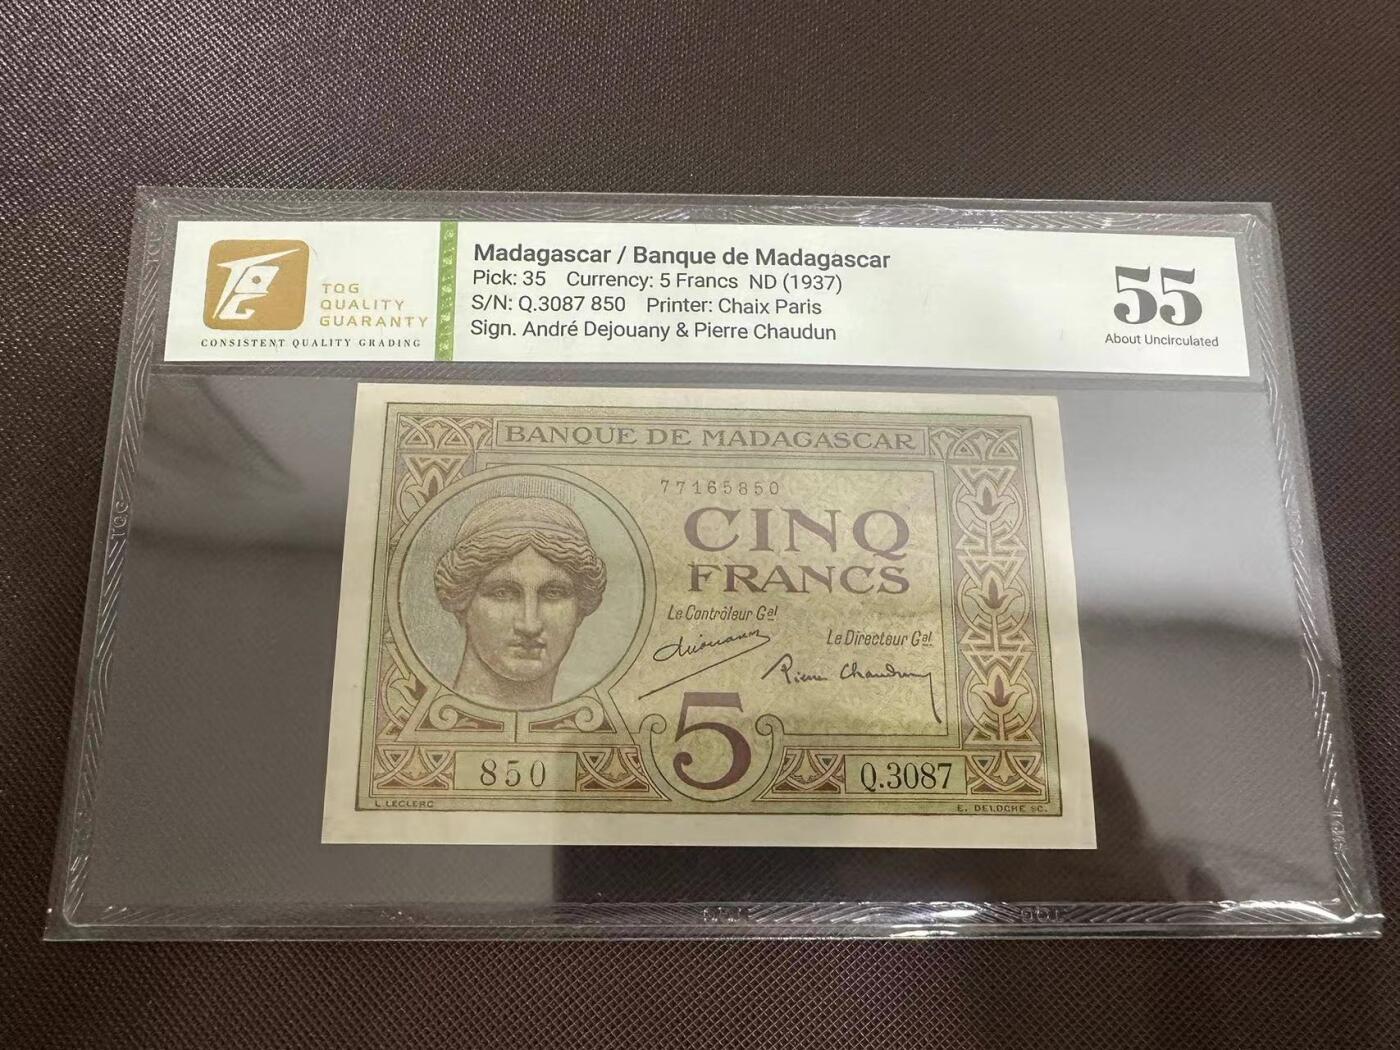 TQG
QUALITY
GUARANTY
CONSISTENT QUALITY GRADING
Madagascar / Banque de Madagascar
Pick: 35 Currency: 5 Francs ND (1937)
S/N: Q.3087 850 Printer: Chaix Paris
Sign. André Dejouany & Pierre Chaudun
55
About Uncirculated
BANQUE DE MADAGASCAR
77165850
CINQ
FRANCS
Le Contrôleur Gal
Le Directeur Gal
Pierre Chaudun
5
850
Q.3087
L. LECLERC
E. DELOCHE SC.
TQG